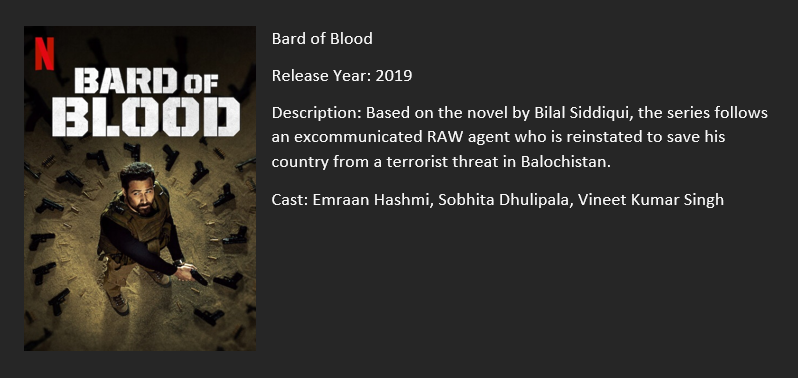 N
BARD OF
BLOOD
Bard of Blood
Release Year: 2019
Description: Based on the novel by Bilal Siddiqui, the series follows
an excommunicated RAW agent who is reinstated to save his
country from a terrorist threat in Balochistan.
Cast: Emraan Hashmi, Sobhita Dhulipala, Vineet Kumar Singh